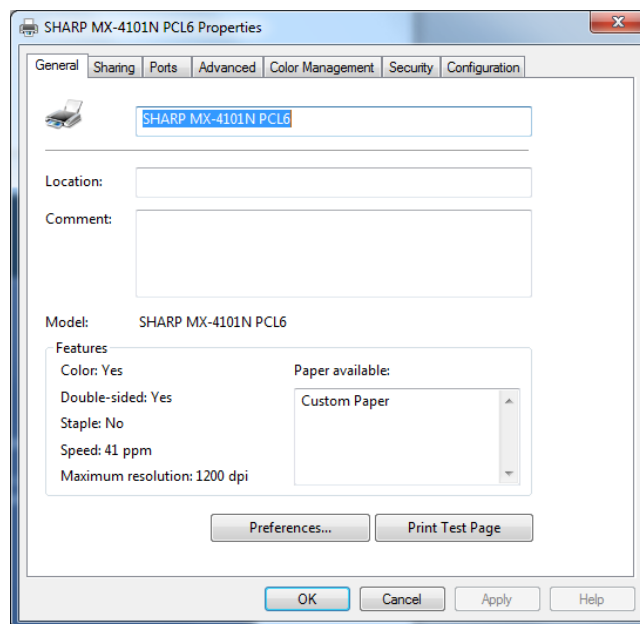 SHARP MX-4101N PCL6 Properties
X
General Sharing Ports Advanced Color Management Security Configuration
SHARP MX-4101N PCL6
Location:
Comment:
Model: SHARP MX-4101N PCL6
Features
Color: Yes Paper available:
Double-sided: Yes Custom Paper
Staple: No
Speed: 41 ppm
Maximum resolution: 1200 dpi
Preferences... Print Test Page
OK Cancel Apply Help